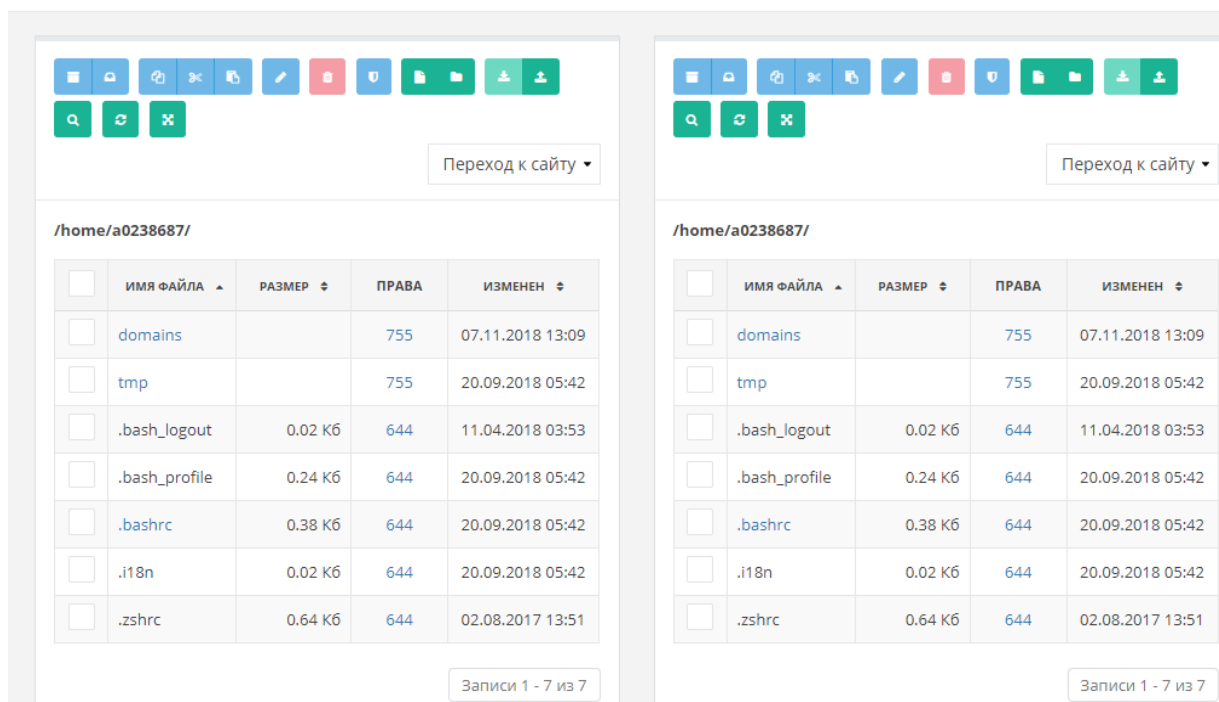 Переход к сайту
/home/a0238687/
ИМЯ ФАЙЛА РАЗМЕР ПРАВА ИЗМЕНЕН
domains 755 07.11.2018 13:09
tmp 755 20.09.2018 05:42
.bash_logout 0.02 Кб 644 11.04.2018 03:53
.bash_profile 0.24 Кб 644 20.09.2018 05:42
.bashrc 0.38 Кб 644 20.09.2018 05:42
.i18n 0.02 Кб 644 20.09.2018 05:42
.zshrc 0.64 Кб 644 02.08.2017 13:51
Записи 1 - 7 из 7
Переход к сайту
/home/a0238687/
ИМЯ ФАЙЛА РАЗМЕР ПРАВА ИЗМЕНЕН
domains 755 07.11.2018 13:09
tmp 755 20.09.2018 05:42
.bash_logout 0.02 Кб 644 11.04.2018 03:53
.bash_profile 0.24 Кб 644 20.09.2018 05:42
.bashrc 0.38 Кб 644 20.09.2018 05:42
.i18n 0.02 Кб 644 20.09.2018 05:42
.zshrc 0.64 Кб 644 02.08.2017 13:51
Записи 1 - 7 из 7